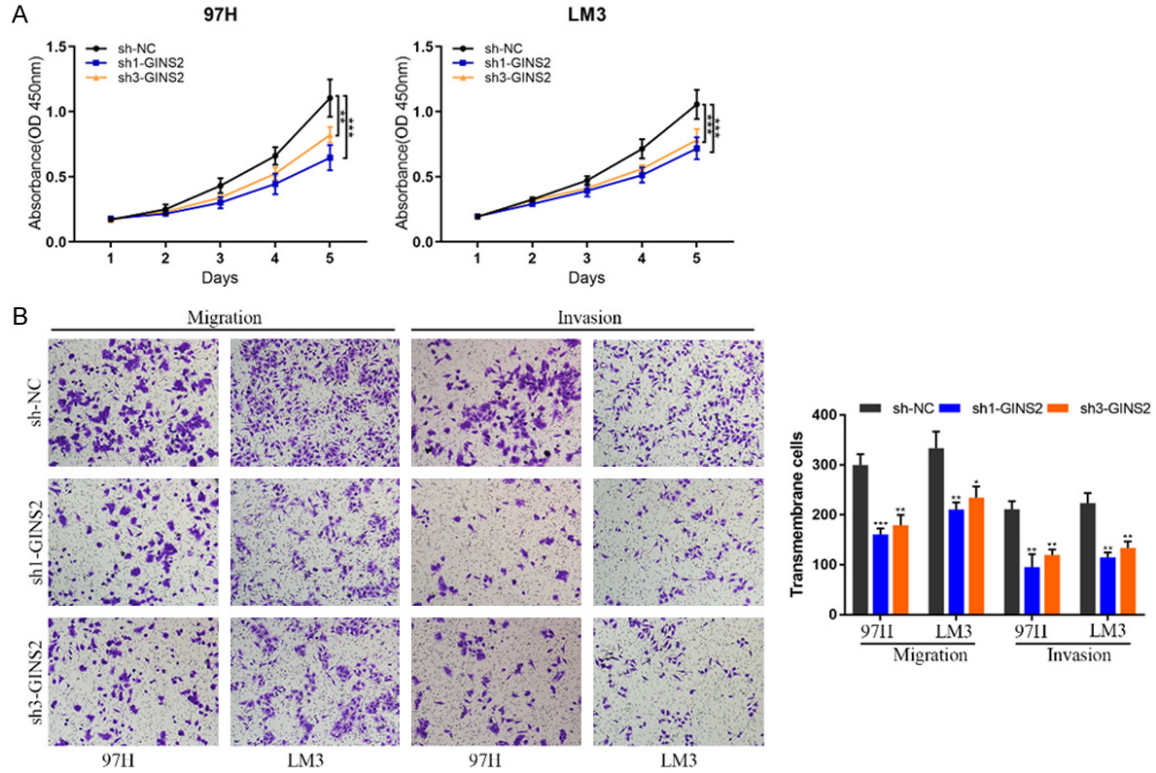 A
97H
LM3
1.5
1.0
0.5
0.0
Absorbance(OD 450nm)
sh-NC
sh1-GINS2
sh3-GINS2
**
***
1 2 3 4 5
Days
1.5
1.0
0.5
0.0
Absorbance(OD 450nm)
sh-NC
sh1-GINS2
sh3-GINS2
***
***
1 2 3 4 5
Days
B
Migration
Invasion
sh-NC
sh1-GINS2
sh3-GINS2
97H
LM3
97H
LM3
sh-NC sh1-GINS2 sh3-GINS2
Transmembrane cells
400
300
200
100
0
*** ** ** * ** ** ** **
97H LM3 97H LM3
Migration Invasion